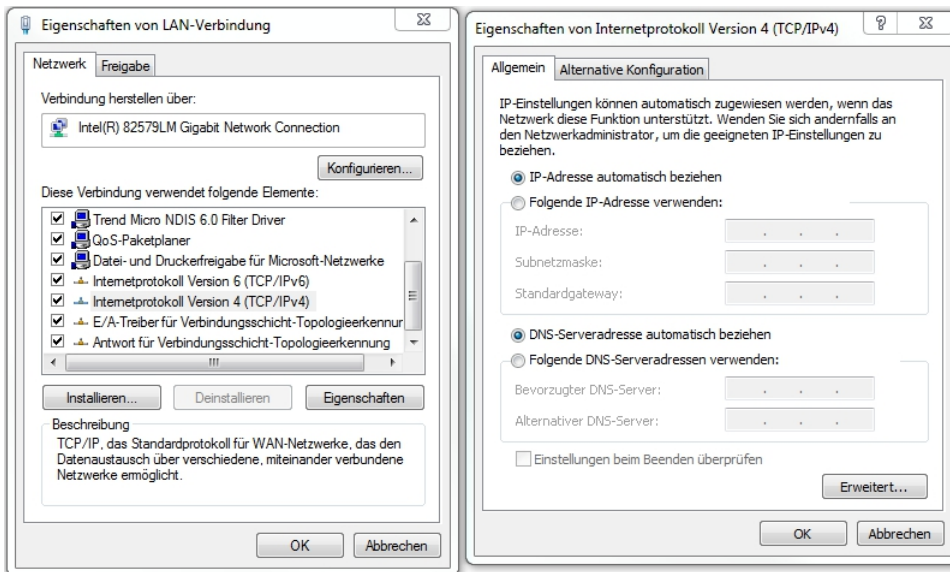 Eigenschaften von LAN-Verbindung
Netzwerk
Freigabe
Verbindung herstellen über:
Intel(R) 82579LM Gigabit Network Connection
Konfigurieren...
Diese Verbindung verwendet folgende Elemente:
Trend Micro NDIS 6.0 Filter Driver
QoS-Paketplaner
Datei- und Druckerfreigabe für Microsoft-Netzwerke
Internetprotokoll Version 6 (TCP/IPv6)
Internetprotokoll Version 4 (TCP/IPv4)
E/A-Treiber für Verbindungsschicht-Topologieerkennur
Antwort für Verbindungsschicht-Topologieerkennung
Installieren...
Deinstallieren
Eigenschaften
Beschreibung
TCP/IP, das Standardprotokoll für WAN-Netzwerke, das den
Datenaustausch über verschiedene, miteinander verbundene
Netzwerke ermöglicht.
OK
Abbrechen
Eigenschaften von Internetprotokoll Version 4 (TCP/IPv4)
Allgemein
Alternative Konfiguration
IP-Einstellungen können automatisch zugewiesen werden, wenn das
Netzwerk diese Funktion unterstützt. Wenden Sie sich andernfalls an
den Netzwerkadministrator, um die geeigneten IP-Einstellungen zu
beziehen.
IP-Adresse automatisch beziehen
Folgende IP-Adresse verwenden:
IP-Adresse:
Subnetzmaske:
Standardgateway:
DNS-Serveradresse automatisch beziehen
Folgende DNS-Serveradressen verwenden:
Bevorzugter DNS-Server:
Alternativer DNS-Server:
Einstellungen beim Beenden überprüfen
Erweitert...
OK
Abbrechen